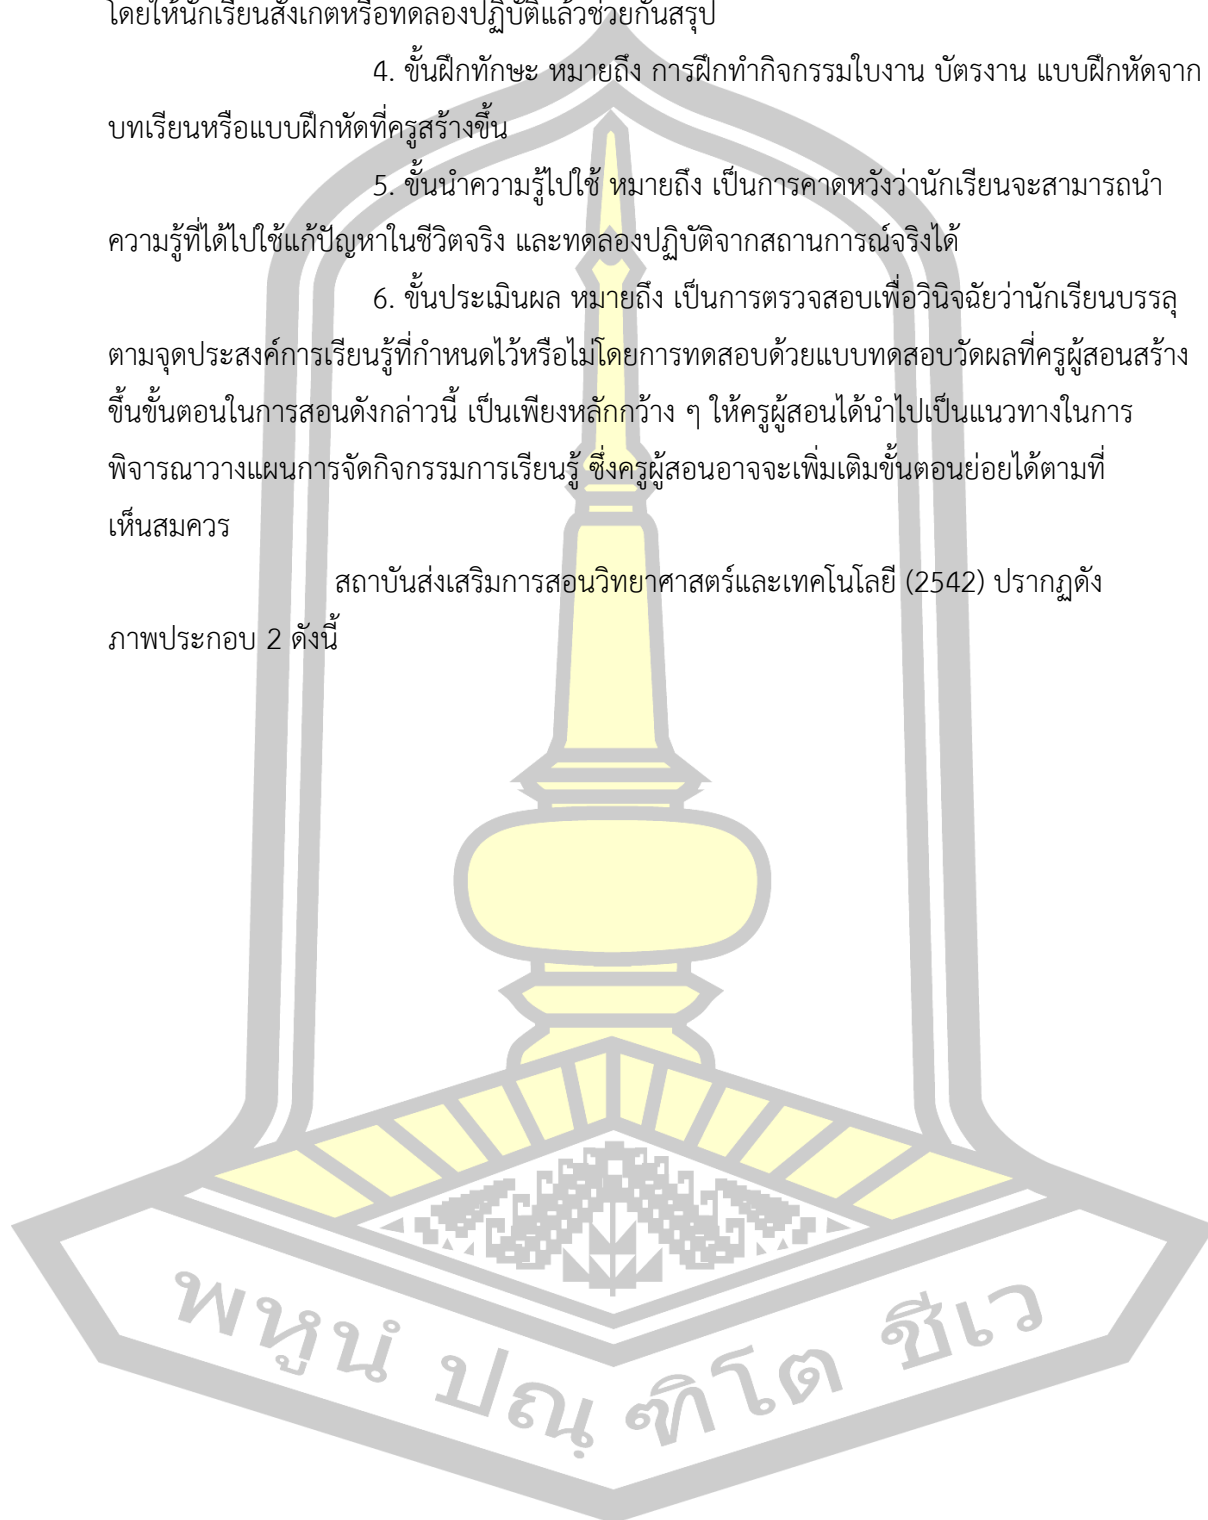 โดยให้นักเรียนสังเกตหรือทดลองปฏิบัติแล้วช่วยกันสรุป
4. ขั้นฝึกทักษะ หมายถึง การฝึกทำกิจกรรมใบงาน บัตรงาน แบบฝึกหัดจาก
บทเรียนหรือแบบฝึกหัดที่ครูสร้างขึ้น
5. ขั้นนำความรู้ไปใช้ หมายถึง เป็นการคาดหวังว่านักเรียนจะสามารถนำ
ความรู้ที่ได้ไปใช้แก้ปัญหาในชีวิตจริง และทดลองปฏิบัติจากสถานการณ์จริงได้
6. ขั้นประเมินผล หมายถึง เป็นการตรวจสอบเพื่อวินิจฉัยว่านักเรียนบรรลุ
ตามจุดประสงค์การเรียนรู้ที่กำหนดไว้หรือไม่โดยการทดสอบด้วยแบบทดสอบวัดผลที่ครูผู้สอนสร้าง
ขึ้นขั้นตอนในการสอนดังกล่าวนี้ เป็นเพียงหลักกว้าง ๆ ให้ครูผู้สอนได้นำไปเป็นแนวทางในการ
พิจารณาวางแผนการจัดกิจกรรมการเรียนรู้ ซึ่งครูผู้สอนอาจจะเพิ่มเติมขั้นตอนย่อยได้ตามที่
เห็นสมควร
สถาบันส่งเสริมการสอนวิทยาศาสตร์และเทคโนโลยี (2542) ปรากฏดัง
ภาพประกอบ 2 ดังนี้
พหูนํ ปณฺ ฑิโต ชีเว